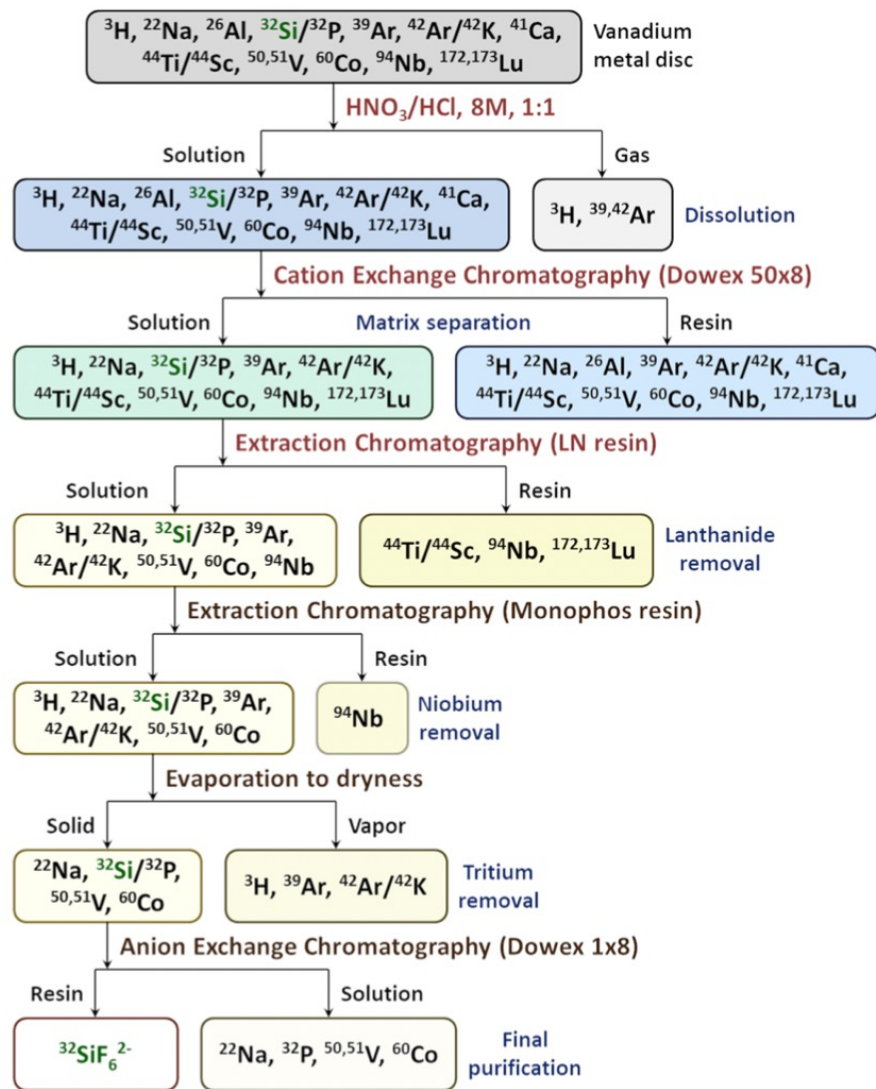 ³H, ²²Na, ²⁶Al, ³²Si/³²P, ³⁹Ar, ⁴²Ar/⁴²K, ⁴¹Ca,
⁴⁴Ti/⁴⁴Sc, ⁵⁰,⁵¹V, ⁶⁰Co, ⁹⁴Nb, ¹⁷²,¹⁷³Lu
Vanadium
metal disc
HNO₃/HCl, 8M, 1:1
Solution
Gas
³H, ²²Na, ²⁶Al, ³²Si/³²P, ³⁹Ar, ⁴²Ar/⁴²K, ⁴¹Ca,
⁴⁴Ti/⁴⁴Sc, ⁵⁰,⁵¹V, ⁶⁰Co, ⁹⁴Nb, ¹⁷²,¹⁷³Lu
³H, ³⁹,⁴²Ar
Dissolution
Cation Exchange Chromatography (Dowex 50x8)
Solution
Matrix separation
Resin
³H, ²²Na, ³²Si/³²P, ³⁹Ar, ⁴²Ar/⁴²K,
⁴⁴Ti/⁴⁴Sc, ⁵⁰,⁵¹V, ⁶⁰Co, ⁹⁴Nb, ¹⁷²,¹⁷³Lu
³H, ²²Na, ²⁶Al, ³⁹Ar, ⁴²Ar/⁴²K, ⁴¹Ca,
⁴⁴Ti/⁴⁴Sc, ⁵⁰,⁵¹V, ⁶⁰Co, ⁹⁴Nb, ¹⁷²,¹⁷³Lu
Extraction Chromatography (LN resin)
Solution
Resin
³H, ²²Na, ³²Si/³²P, ³⁹Ar,
⁴²Ar/⁴²K, ⁵⁰,⁵¹V, ⁶⁰Co, ⁹⁴Nb
⁴⁴Ti/⁴⁴Sc, ⁹⁴Nb, ¹⁷²,¹⁷³Lu
Lanthanide
removal
Extraction Chromatography (Monophos resin)
Solution
Resin
³H, ²²Na, ³²Si/³²P, ³⁹Ar,
⁴²Ar/⁴²K, ⁵⁰,⁵¹V, ⁶⁰Co
⁹⁴Nb
Niobium
removal
Evaporation to dryness
Solid
Vapor
²²Na, ³²Si/³²P,
⁵⁰,⁵¹V, ⁶⁰Co
³H, ³⁹Ar, ⁴²Ar/⁴²K
Tritium
removal
Anion Exchange Chromatography (Dowex 1x8)
Resin
Solution
³²SiF₆²⁻
²²Na, ³²P, ⁵⁰,⁵¹V, ⁶⁰Co
Final
purification